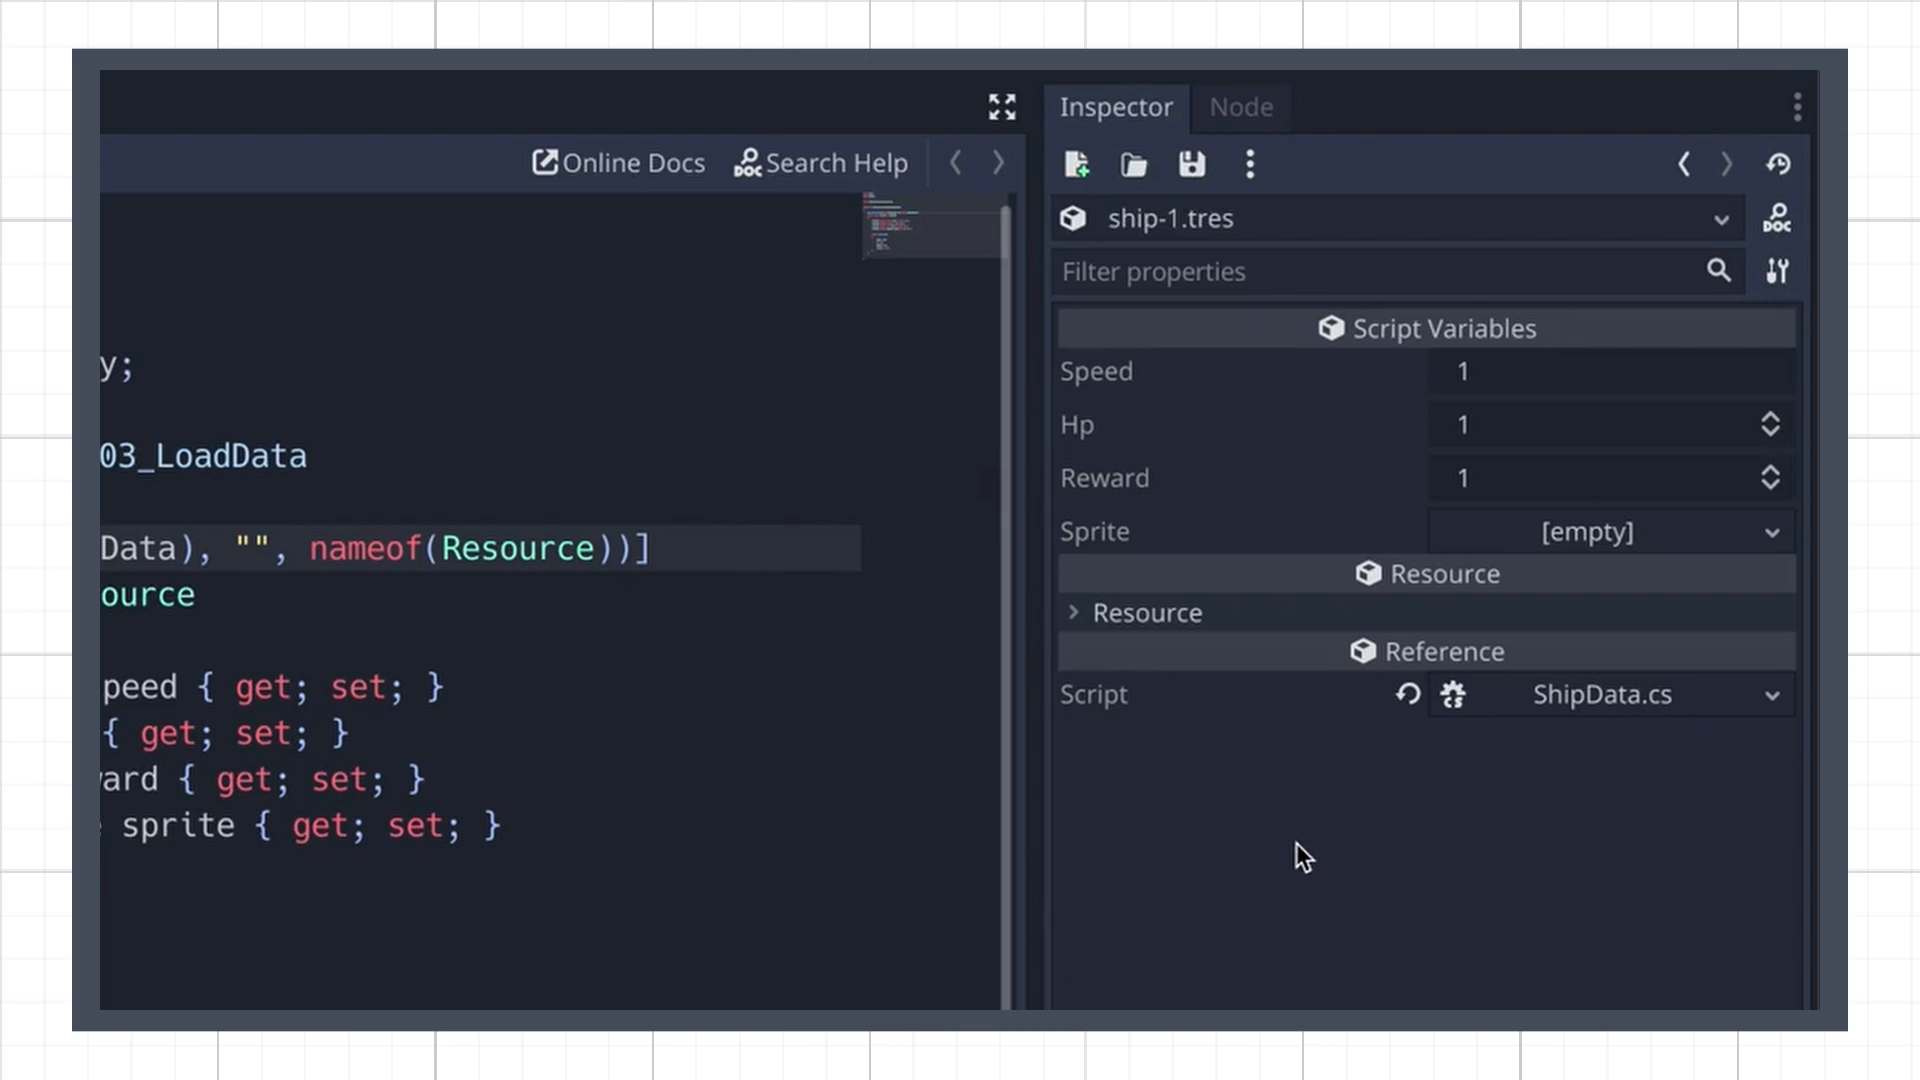 Online Docs
Search Help
y;
03_LoadData
Data), "", nameof(Resource))]
ource
peed { get; set; }
{ get; set; }
ard { get; set; }
sprite { get; set; }
Inspector
Node
ship-1.tres
DOC
Filter properties
Script Variables
Speed 1
Hp 1
Reward 1
Sprite [empty]
Resource
Resource
Reference
Script ShipData.cs